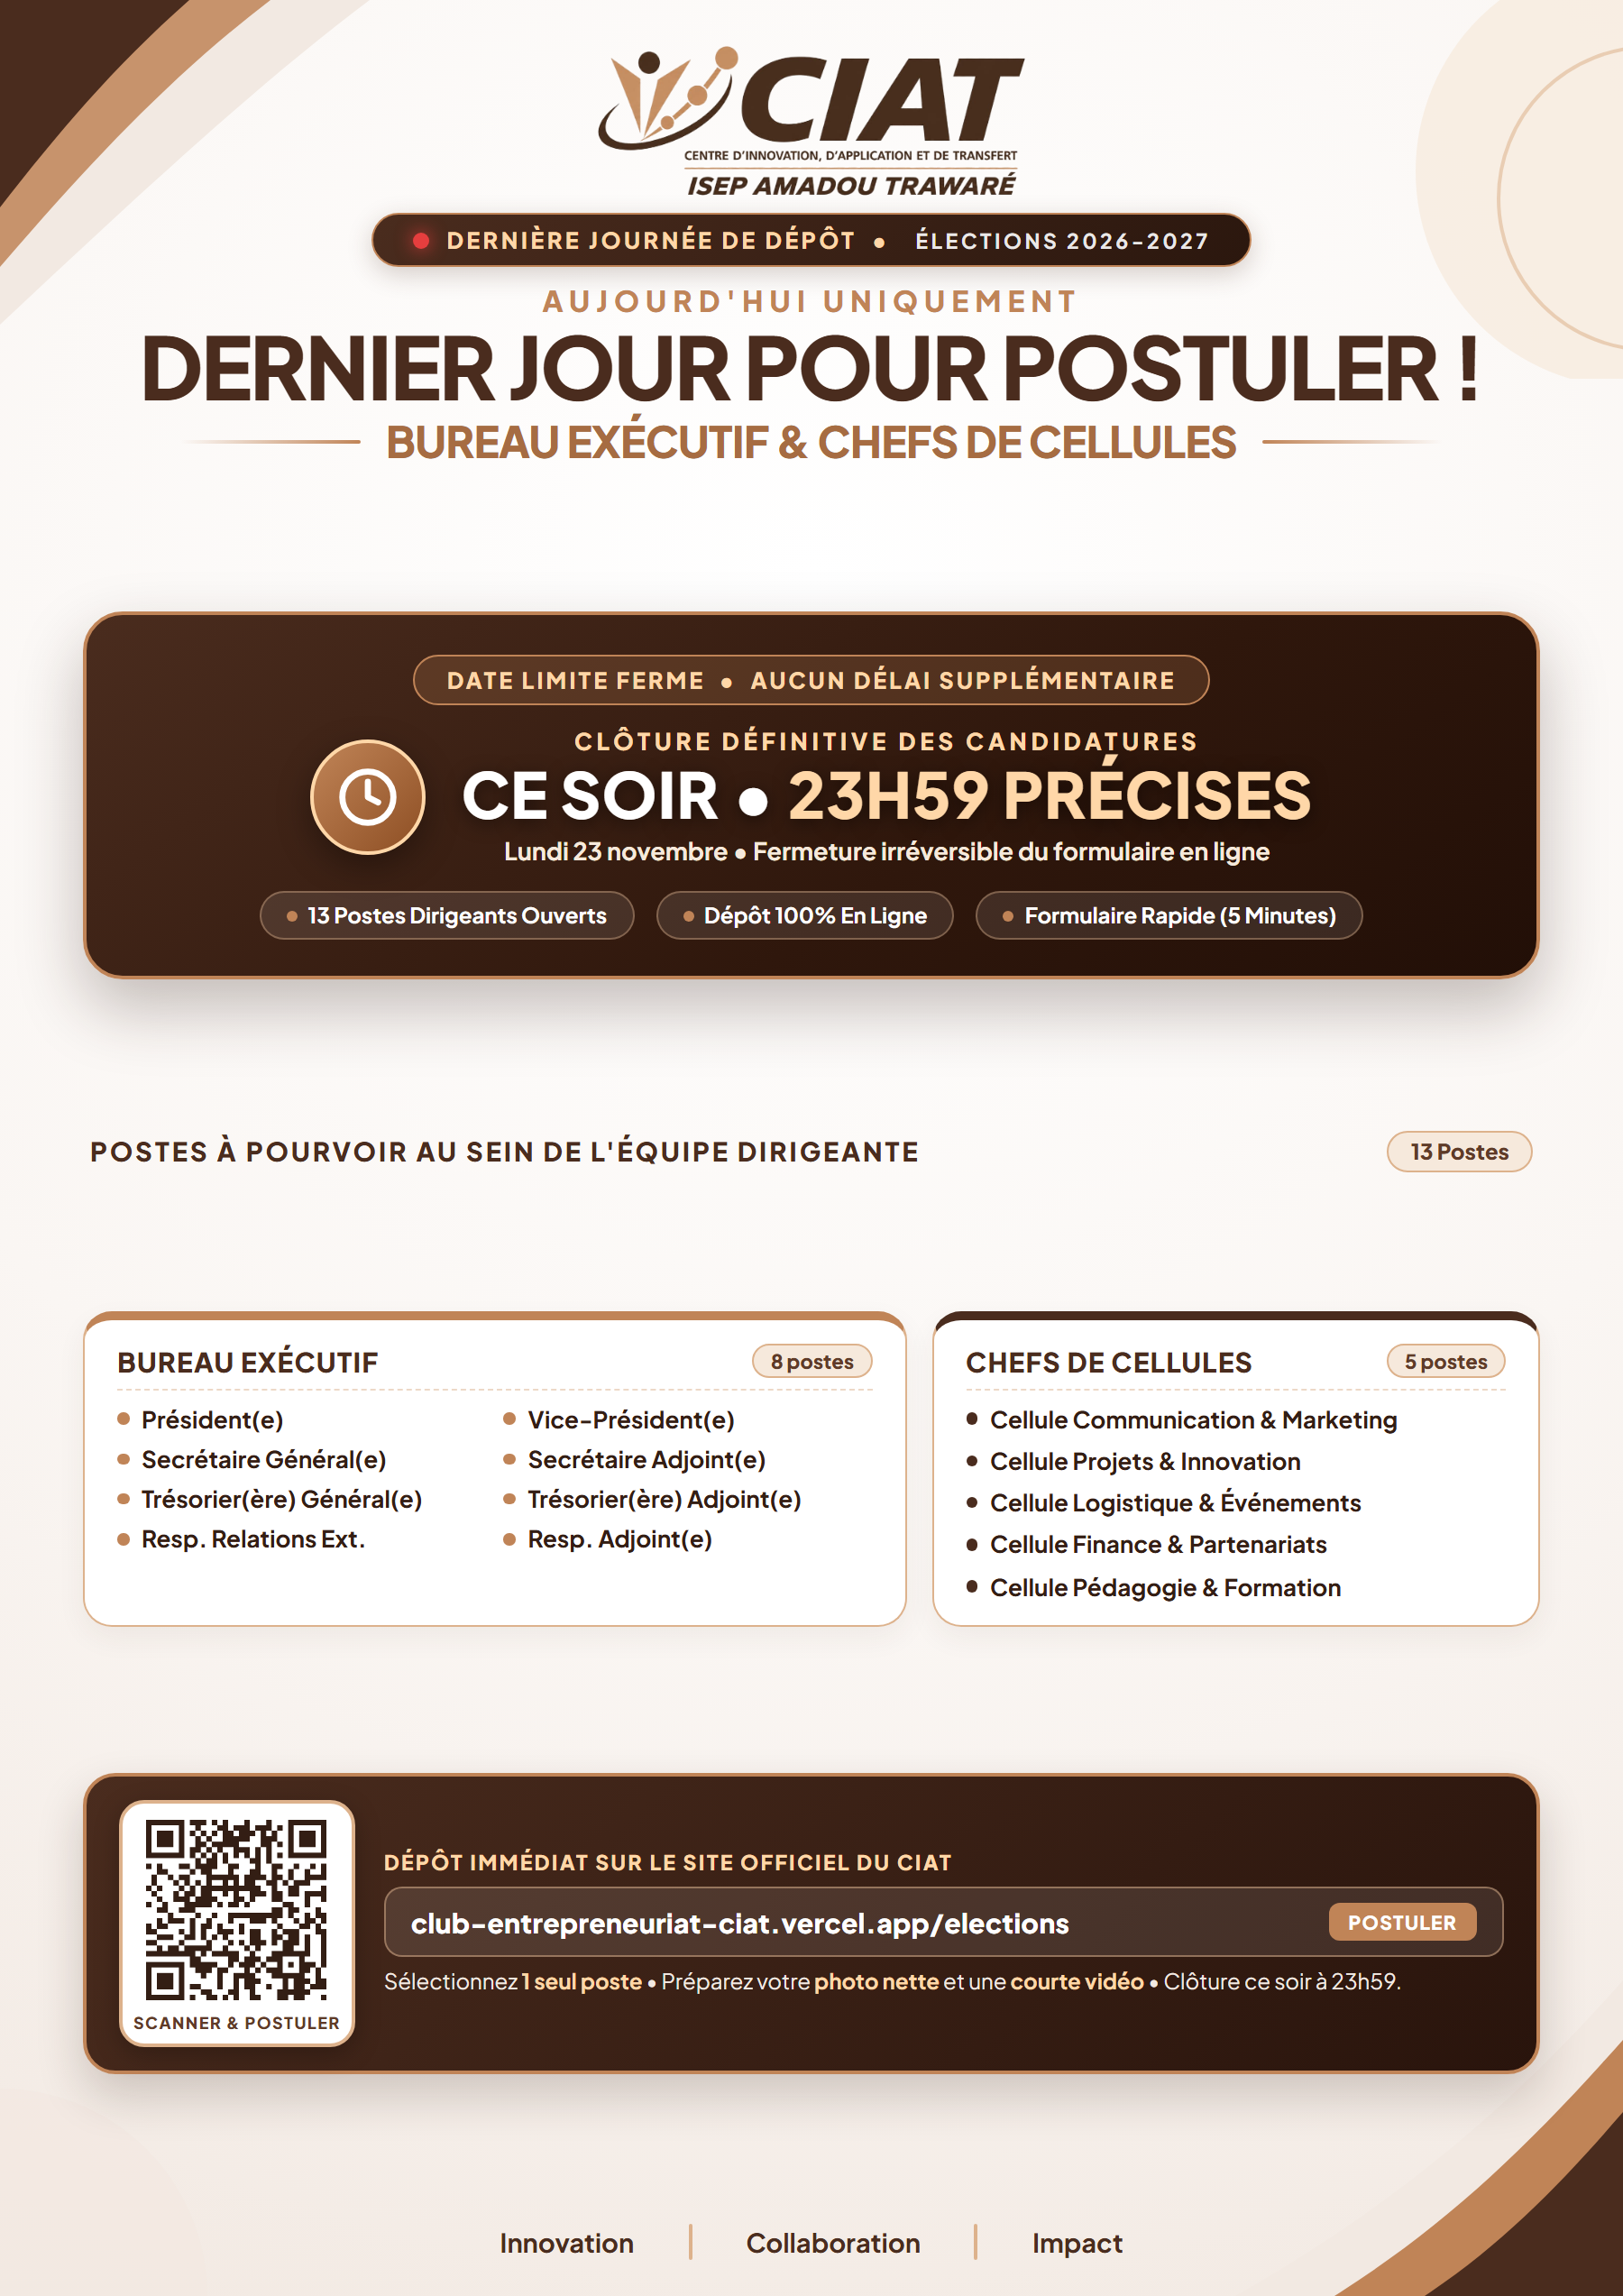 CIAT
CENTRE D'INNOVATION, D'APPLICATION ET DE TRANSFERT
ISEP AMADOU TRAWARÉ
DERNIÈRE JOURNÉE DE DÉPÔT • ÉLECTIONS 2026-2027
AUJOURD'HUI UNIQUEMENT
DERNIER JOUR POUR POSTULER !
BUREAU EXÉCUTIF & CHEFS DE CELLULES
DATE LIMITE FERME • AUCUN DÉLAI SUPPLÉMENTAIRE
CLÔTURE DÉFINITIVE DES CANDIDATURES
CE SOIR • 23H59 PRÉCISES
Lundi 23 novembre • Fermeture irréversible du formulaire en ligne
• 13 Postes Dirigeants Ouverts • Dépôt 100% En Ligne • Formulaire Rapide (5 Minutes)
POSTES À POURVOIR AU SEIN DE L'ÉQUIPE DIRIGEANTE 13 Postes
BUREAU EXÉCUTIF 8 postes
• Président(e) • Vice-Président(e)
• Secrétaire Général(e) • Secrétaire Adjoint(e)
• Trésorier(ère) Général(e) • Trésorier(ère) Adjoint(e)
• Resp. Relations Ext. • Resp. Adjoint(e)
CHEFS DE CELLULES 5 postes
• Cellule Communication & Marketing
• Cellule Projets & Innovation
• Cellule Logistique & Événements
• Cellule Finance & Partenariats
• Cellule Pédagogie & Formation
SCANNER & POSTULER
DÉPÔT IMMÉDIAT SUR LE SITE OFFICIEL DU CIAT
club-entrepreneuriat-ciat.vercel.app/elections POSTULER
Sélectionnez 1 seul poste • Préparez votre photo nette et une courte vidéo • Clôture ce soir à 23h59.
Innovation | Collaboration | Impact